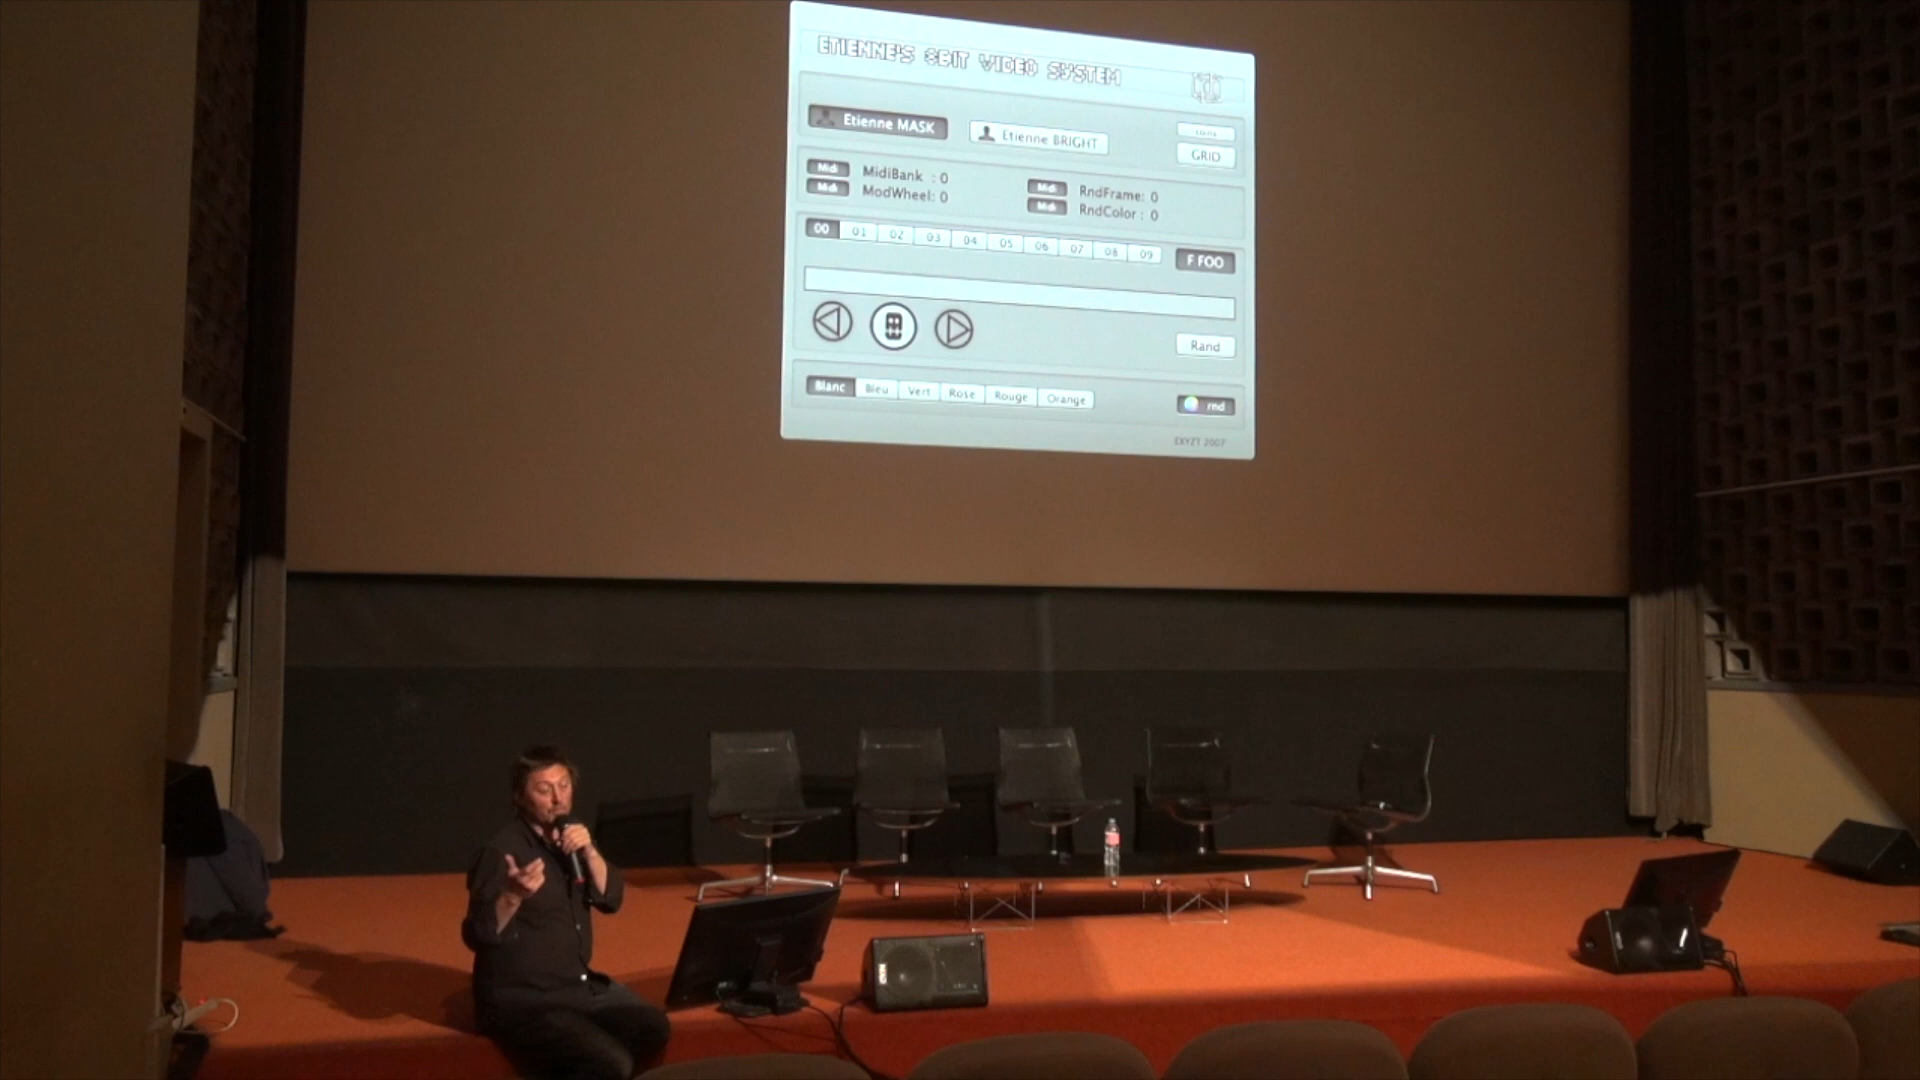 ETIENNE'S 8BIT VIDEO SYSTEM
Etienne MASK
Etienne BRIGHT
GRID
Midi MidiBank : 0
Midi ModWheel: 0
Midi RndFrame: 0
Midi RndColor : 0
00 01 02 03 04 05 06 07 08 09
F FOO
Rand
Blanc Bleu Vert Rose Rouge Orange
rnd
EXYZT 2007